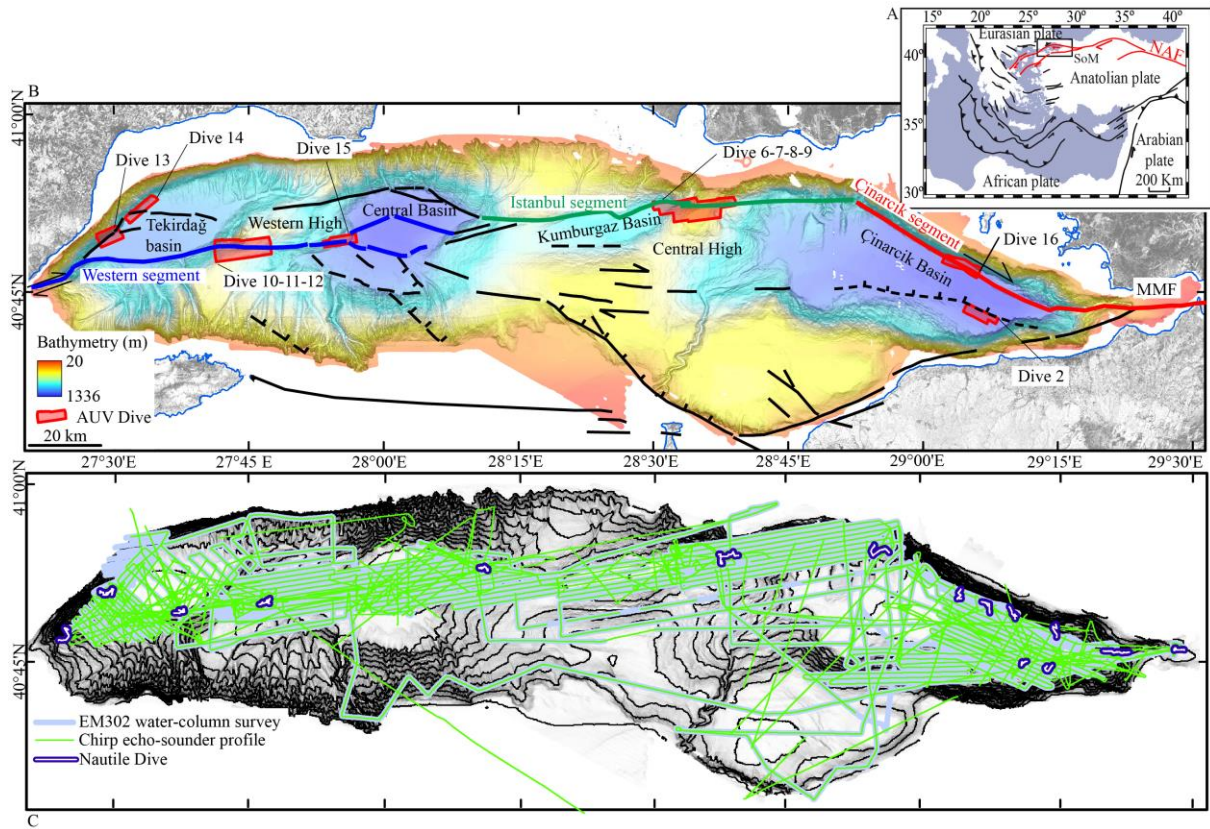 A
15° 20° 25° 30° 35° 40°
40°
35°
30°
Eurasian plate
NAF
SoM
Anatolian plate
Arabian plate
African plate
200 Km
B
41°00'N
40°45'N
Dive 14
Dive 13
Dive 15
Dive 6-7-8-9
Tekirdağ basin
Western High
Central Basin
Istanbul segment
Kumburgaz Basin
Central High
Çinarcik segment
Çinarcik Basin
Dive 16
MMF
Western segment
Dive 10-11-12
Dive 2
Bathymetry (m)
20
1336
AUV Dive
20 km
27°30'E 27°45'E 28°00'E 28°15'E 28°30'E 28°45'E 29°00'E 29°15'E 29°30'E
41°00'N
40°45'N
EM302 water-column survey
Chirp echo-sounder profile
Nautile Dive
C